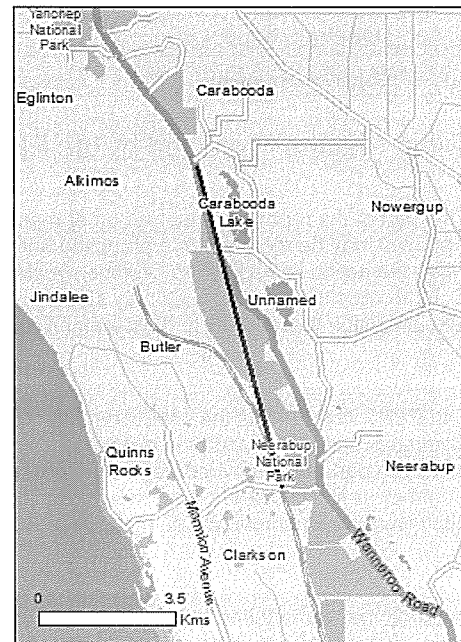 Yanchep
National
Park
Eglinton
Carabooda
Alkimos
Carabooda
Lake
Nowergup
Jindalee
Unnamed
Butler
Quinns
Rocks
Neerabup
National
Park
Neerabup
Marmion Avenue
Clarkson
Wanneroo Road
0 3.5
Kms